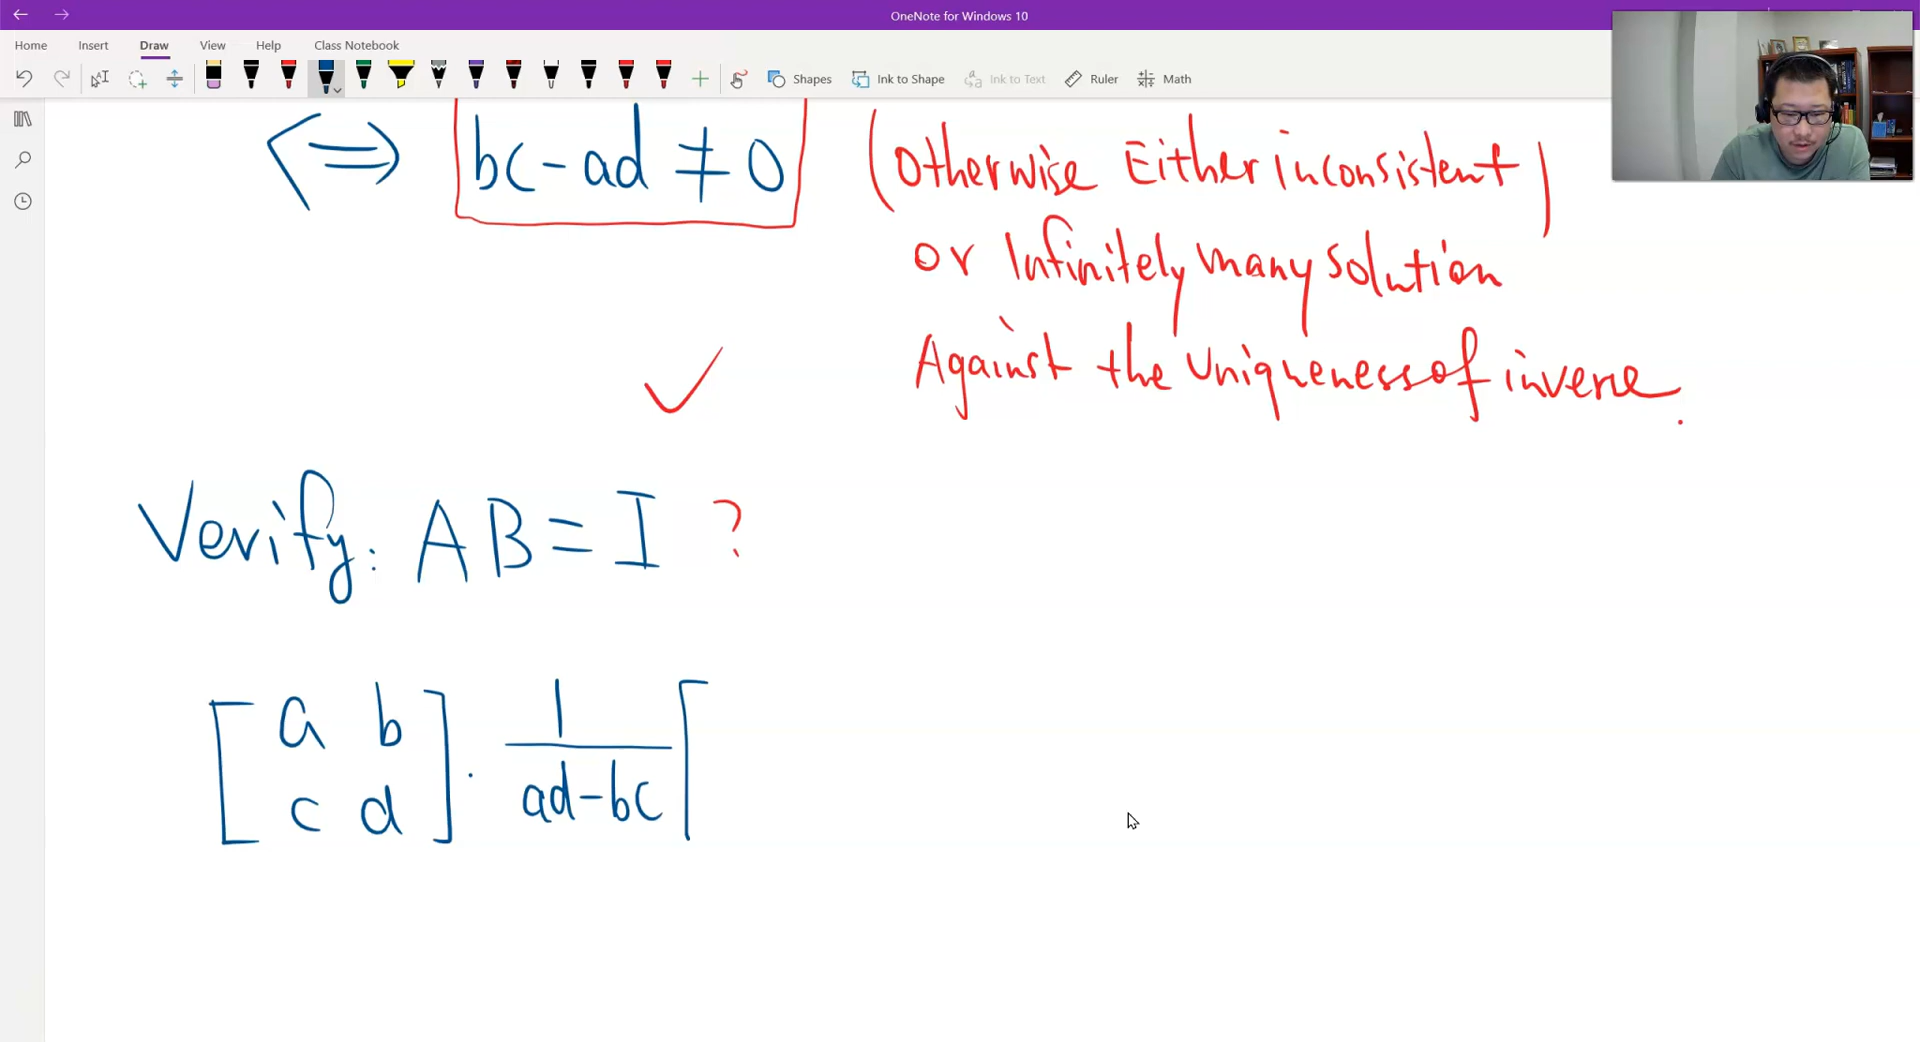 OneNote for Windows 10
Home Insert Draw View Help Class Notebook
Shapes Ink to Shape Ink to Text Ruler Math
<=> bc - ad ≠ 0 (Otherwise Either inconsistent)
or Infinitely many solution
Against the Uniqueness of inverse.
Verify: AB = I ?
[ a b ] . 1 [
c d ad-bc